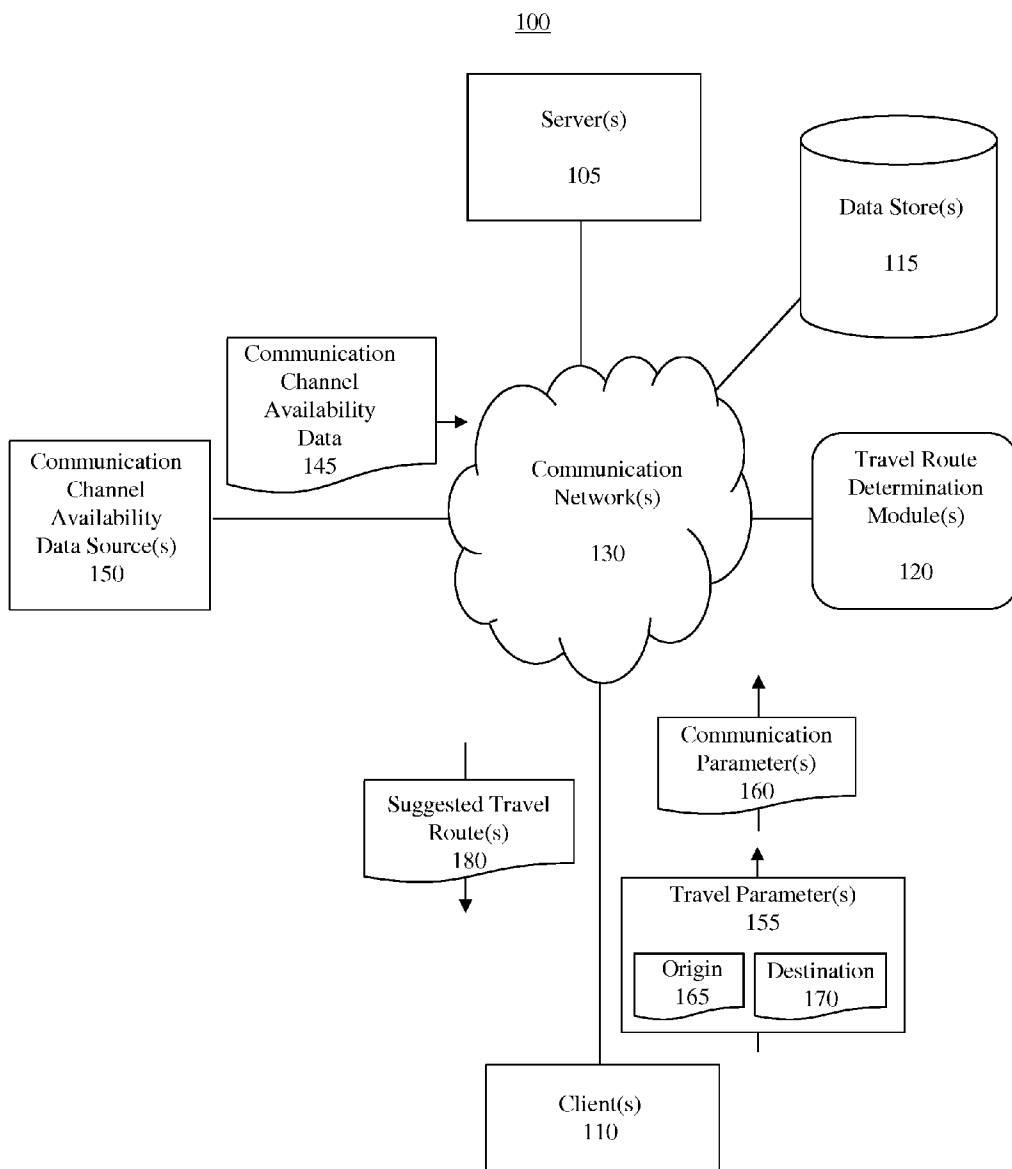 100
Server(s)
105
Data Store(s)
115
Communication
Channel
Availability
Data
145
Communication
Channel
Availability
Data Source(s)
150
Communication
Network(s)
130
Travel Route
Determination
Module(s)
120
Communication
Parameter(s)
160
Suggested Travel
Route(s)
180
Travel Parameter(s)
155
Origin
165
Destination
170
Client(s)
110